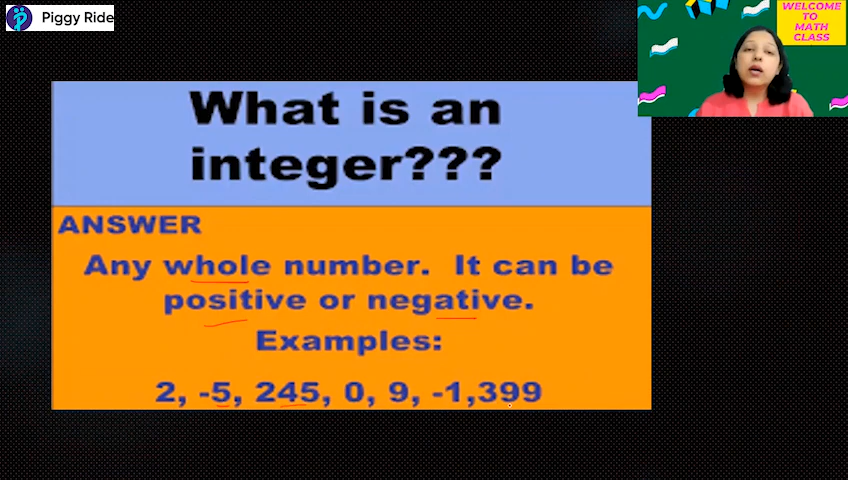 Piggy Ride
WELCOME
TO
MATH
CLASS
What is an
integer???
ANSWER
Any whole number. It can be
positive or negative.
Examples:
2, -5, 245, 0, 9, -1,399